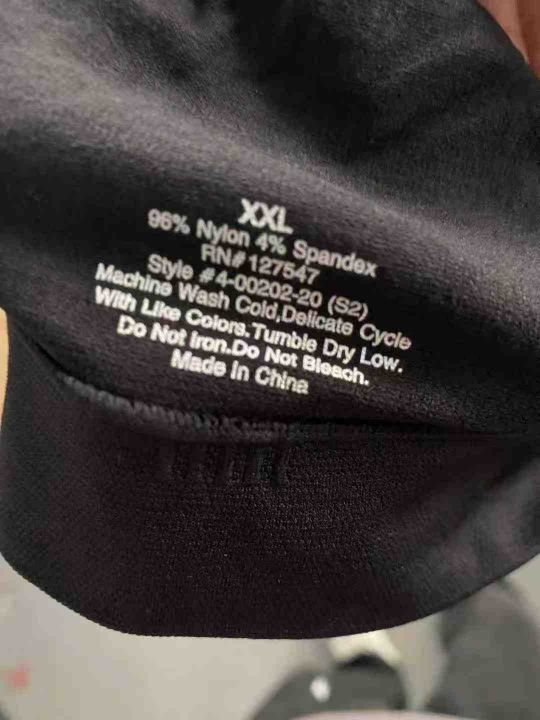 XXL
96% Nylon 4% Spandex
RN# 127547
Style #4-00202-20 (S2)
Machine Wash Cold,Delicate Cycle
With Like Colors.Tumble Dry Low.
Do Not Iron.Do Not Bleach.
Made In China